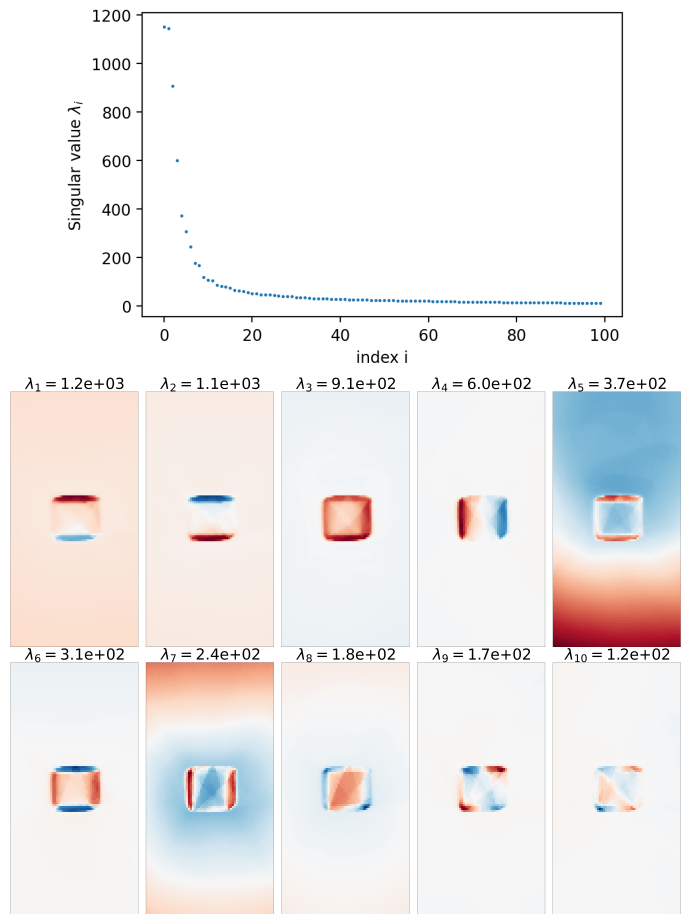 1200
1000
800
600
400
200
0
Singular value λᵢ
0 20 40 60 80 100
index i
λ₁ = 1.2e+03 λ₂ = 1.1e+03 λ₃ = 9.1e+02 λ₄ = 6.0e+02 λ₅ = 3.7e+02
λ₆ = 3.1e+02 λ₇ = 2.4e+02 λ₈ = 1.8e+02 λ₉ = 1.7e+02 λ₁₀ = 1.2e+02